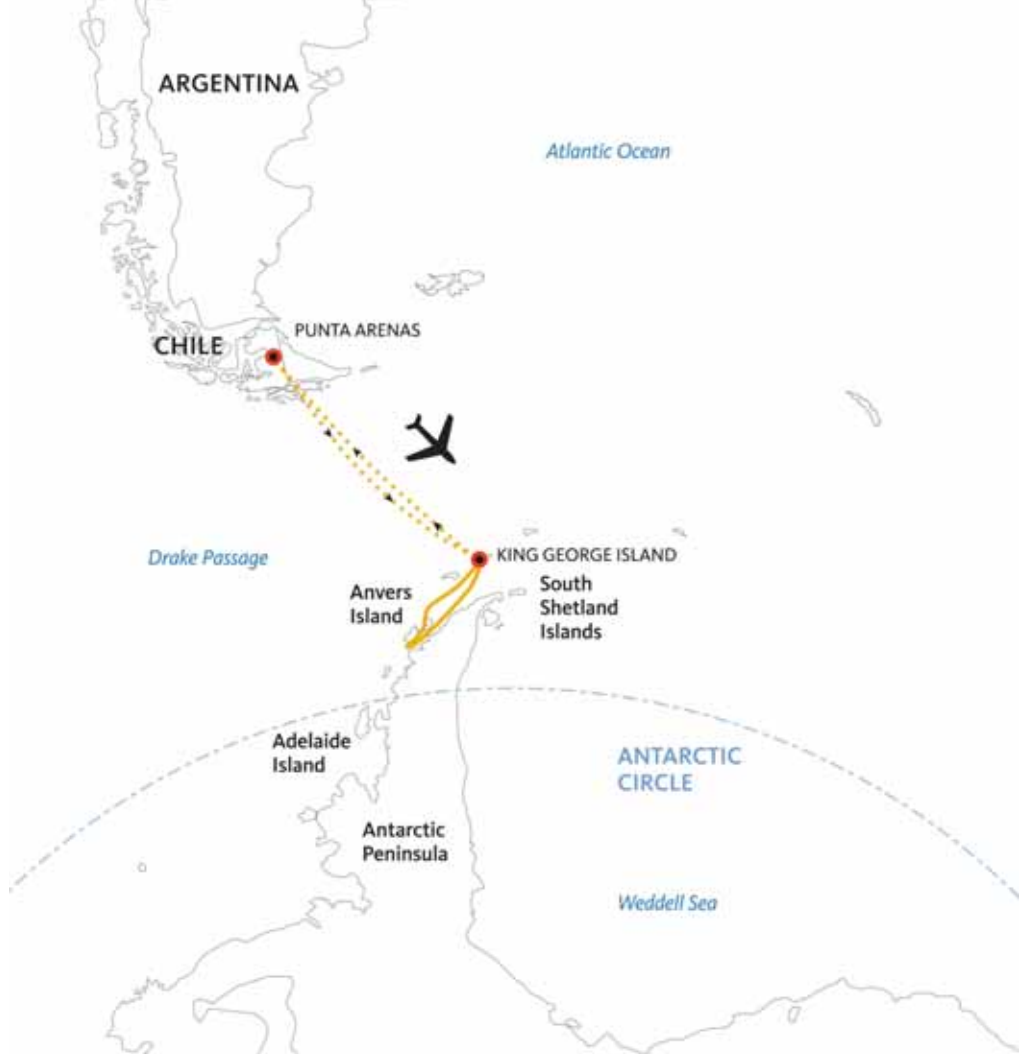 ARGENTINA
Atlantic Ocean
PUNTA ARENAS
CHILE
Drake Passage
KING GEORGE ISLAND
Anvers
Island
South
Shetland
Islands
Adelaide
Island
ANTARCTIC
CIRCLE
Antarctic
Peninsula
Weddell Sea